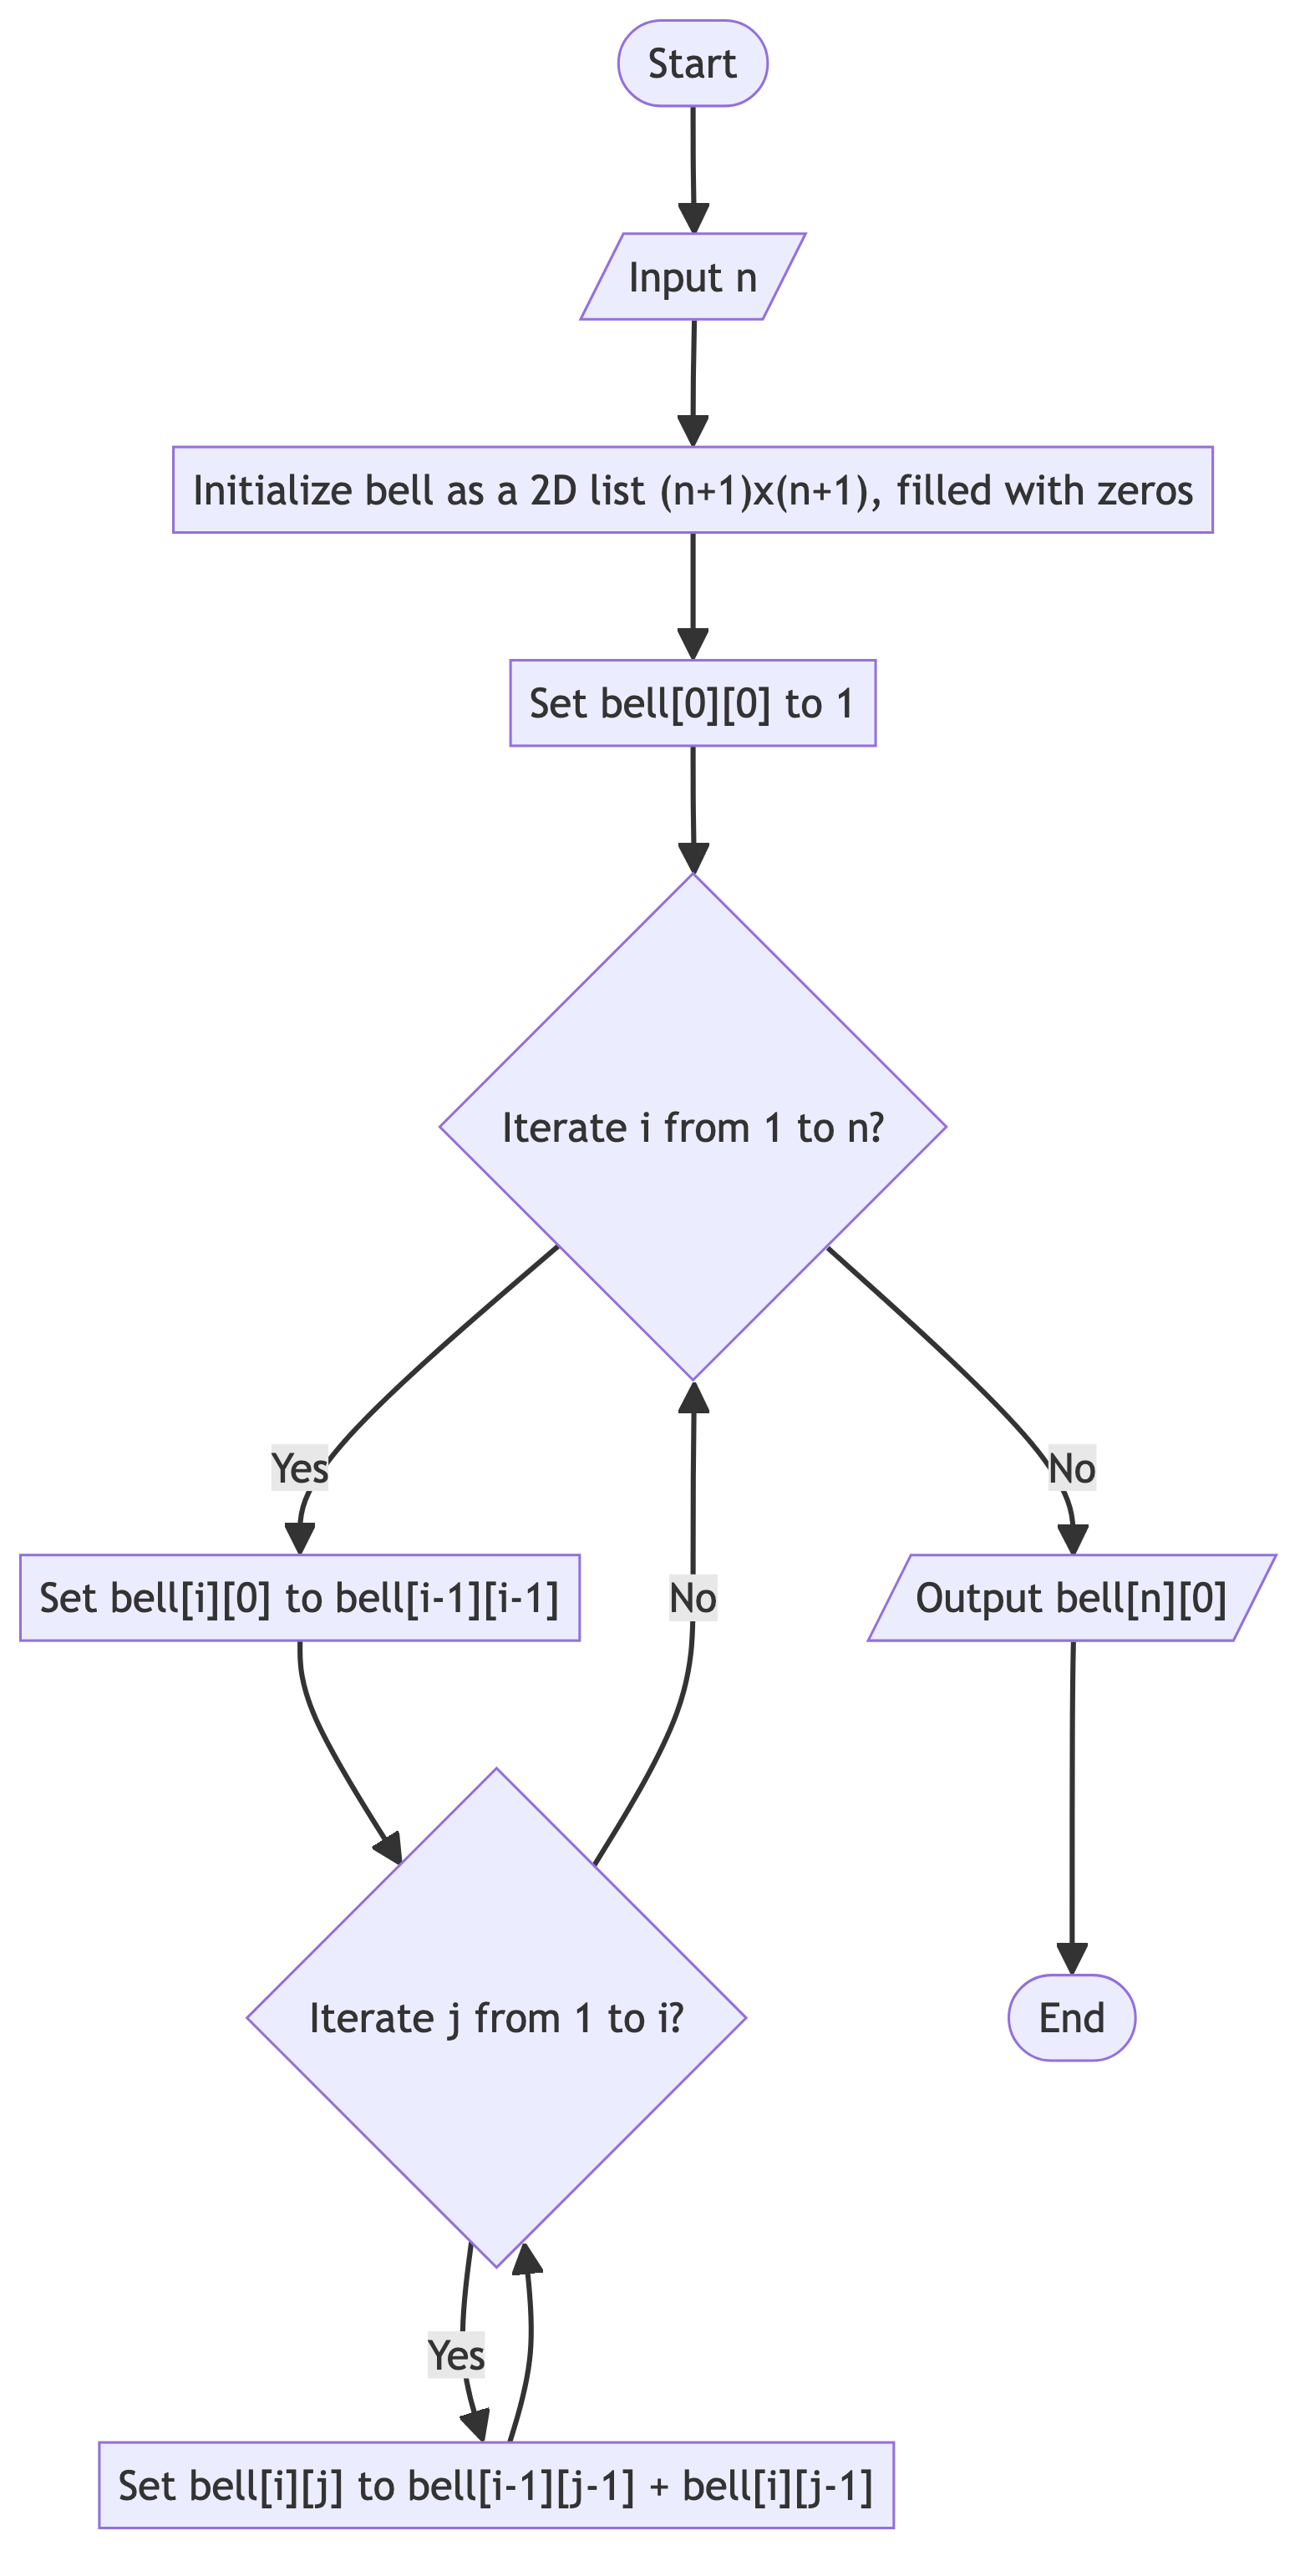 Start
Input n
Initialize bell as a 2D list (n+1)x(n+1), filled with zeros
Set bell[0][0] to 1
Iterate i from 1 to n?
Yes
No
Set bell[i][0] to bell[i-1][i-1]
No
Output bell[n][0]
Iterate j from 1 to i?
End
Yes
Set bell[i][j] to bell[i-1][j-1] + bell[i][j-1]